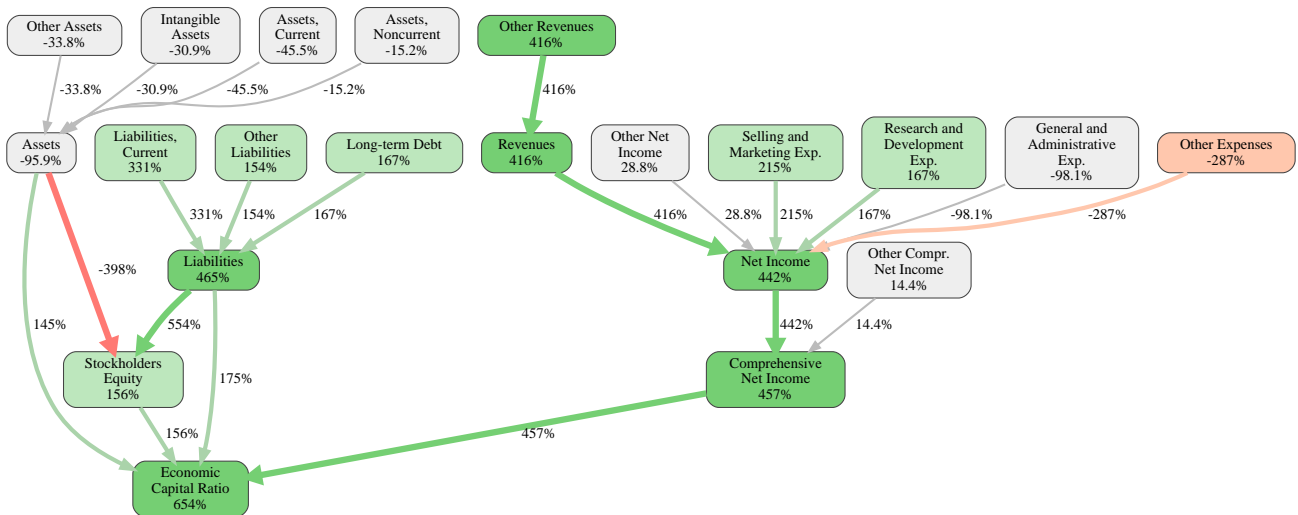 Other Assets
-33.8%
Intangible
Assets
-30.9%
Assets,
Current
-45.5%
Assets,
Noncurrent
-15.2%
Other Revenues
416%
-33.8%
-30.9%
-45.5%
-15.2%
416%
Assets
-95.9%
Liabilities,
Current
331%
Other
Liabilities
154%
Long-term Debt
167%
Revenues
416%
Other Net
Income
28.8%
Selling and
Marketing Exp.
215%
Research and
Development
Exp.
167%
General and
Administrative
Exp.
-98.1%
Other Expenses
-287%
331%
154%
167%
416%
28.8%
215%
167%
-98.1%
-287%
Liabilities
465%
Net Income
442%
Other Compr.
Net Income
14.4%
-398%
145%
554%
175%
442%
14.4%
Stockholders
Equity
156%
Comprehensive
Net Income
457%
156%
457%
Economic
Capital Ratio
654%